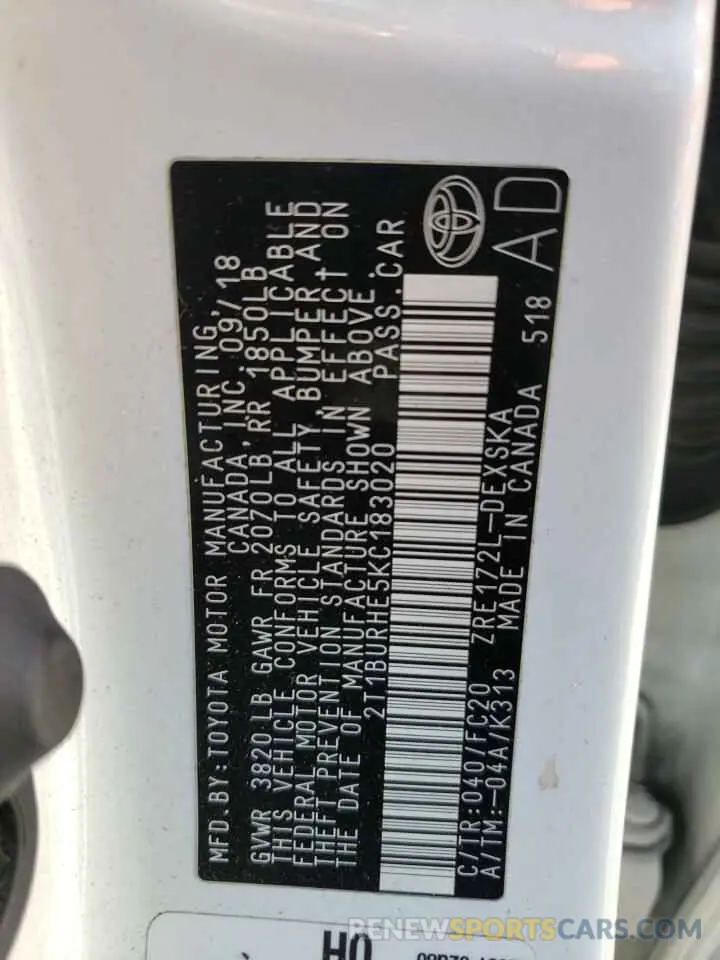 MFD.BY:TOYOTA MOTOR MANUFACTURING,
CANADA, INC. 09/18
GVWR 3820LB GAWR FR 2070LB, RR 1850LB
THIS VEHICLE CONFORMS TO ALL APPLICABLE
FEDERAL MOTOR VEHICLE SAFETY, BUMPER, AND
THEFT PREVENTION STANDARDS IN EFFECT ON
THE DATE OF MANUFACTURE SHOWN ABOVE.
2T1BURHE5KC183020 PASS.CAR
C/TR:040/FC20 ZRE172L-DEXSKA
A/TM:-04A/K313 MADE IN CANADA 518
AD
HO
RENEWSPORTSCARS.COM